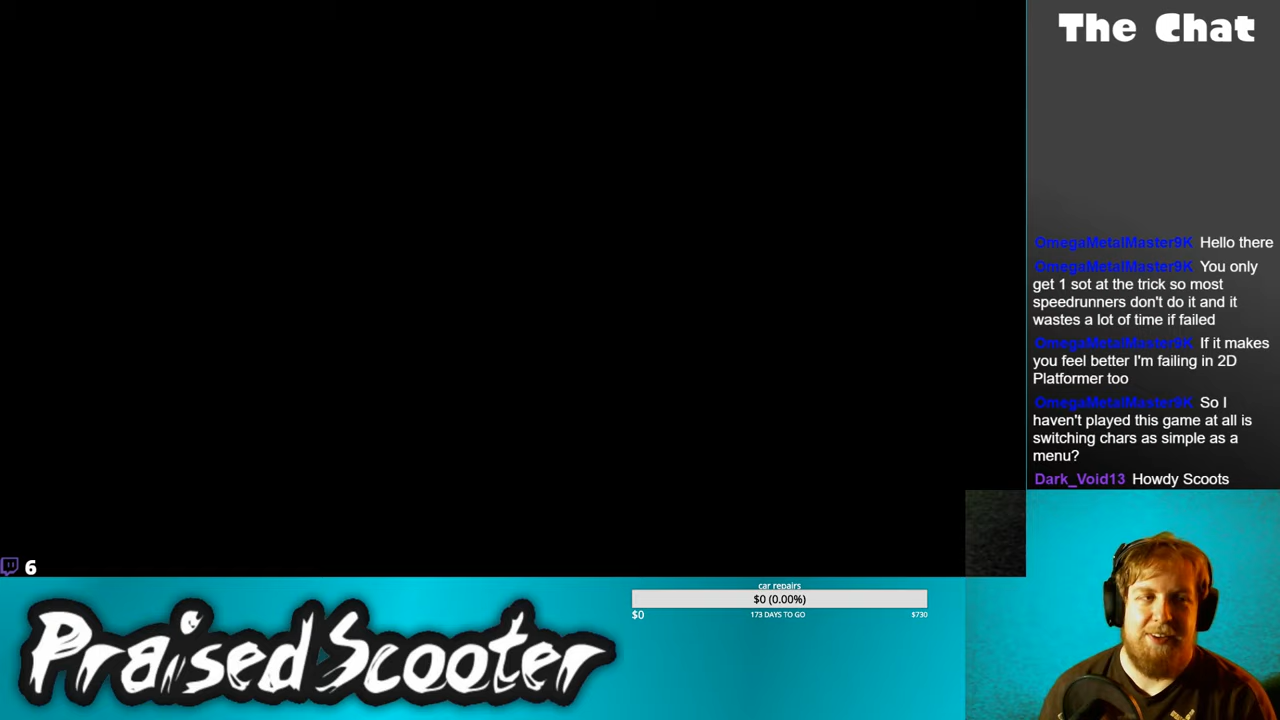 The Chat
OmegaMetalMaster9K Hello there
OmegaMetalMaster9K You only
get 1 sot at the trick so most
speedrunners don't do it and it
wastes a lot of time if failed
OmegaMetalMaster9K If it makes
you feel better I'm failing in 2D
Platformer too
OmegaMetalMaster9K So I
haven't played this game at all is
switching chars as simple as a
menu?
Dark_Void13 Howdy Scoots
6
car repairs
$0 (0.00%)
$0 173 DAYS TO GO $730
PraisedScooter